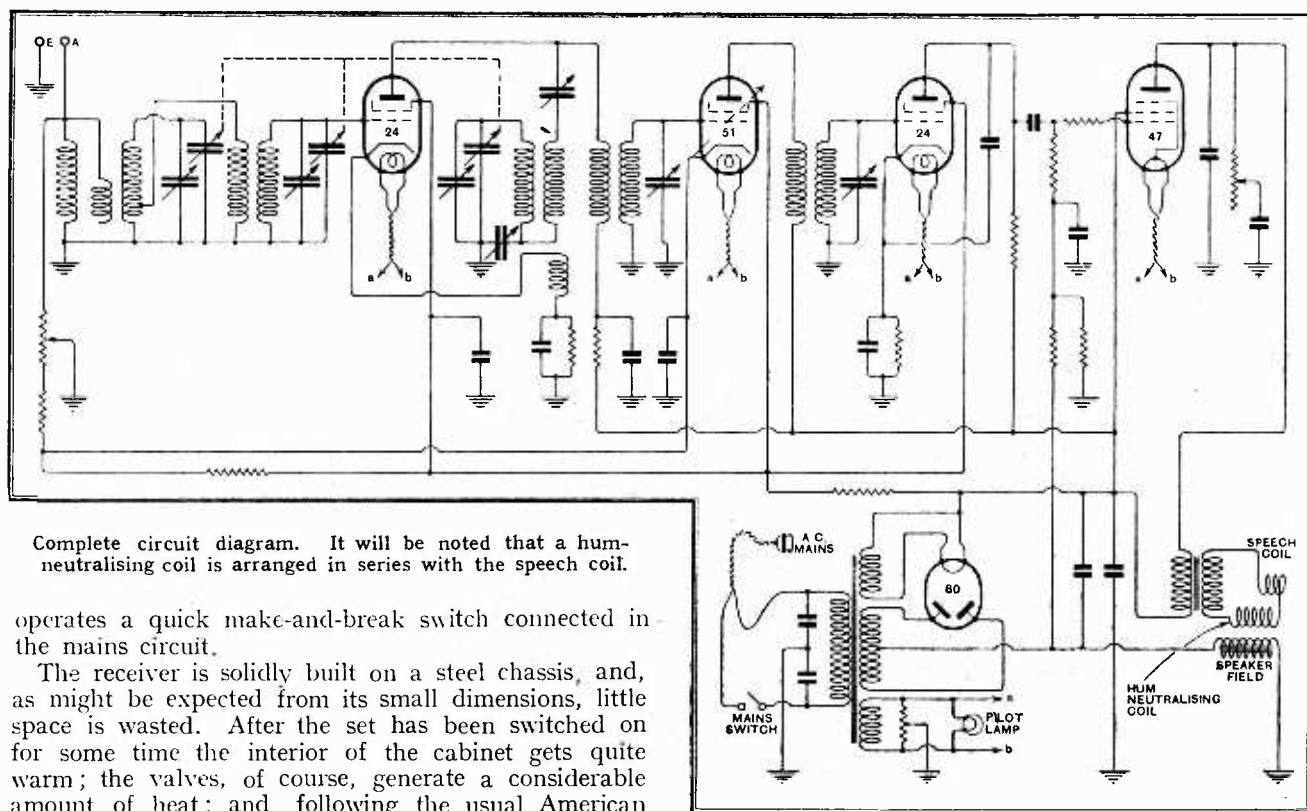 E A
24
51
24
47
a b
a b
a b
Complete circuit diagram. It will be noted that a hum-
neutralising coil is arranged in series with the speech coil.
operates a quick make-and-break switch connected in
the mains circuit.
The receiver is solidly built on a steel chassis, and,
as might be expected from its small dimensions, little
space is wasted. After the set has been switched on
for some time the interior of the cabinet gets quite
warm; the valves, of course, generate a considerable
amount of heat; and following the usual American
A.C.
MAINS
80
MAINS
SWITCH
a
PILOT
LAMP
b
SPEECH
COIL
SPEAKER
FIELD
HUM
NEUTRALISING
COIL